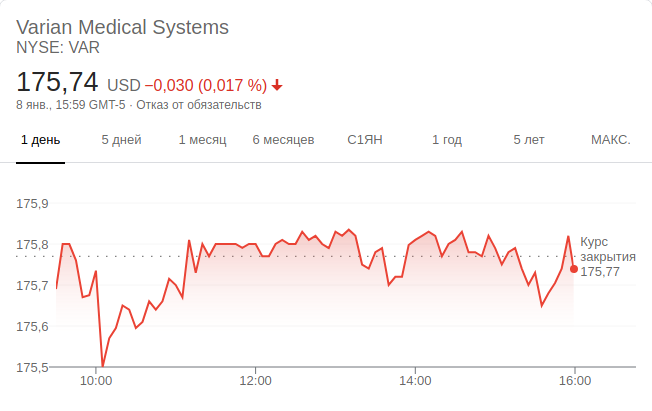 Varian Medical Systems
NYSE: VAR
175,74 USD −0,030 (0,017 %)
8 янв., 15:59 GMT-5 · Отказ от обязательств
1 день 5 дней 1 месяц 6 месяцев С1ЯН 1 год 5 лет МАКС.
175,9
175,8
Курс
закрытия
175,77
175,7
175,6
175,5
10:00 12:00 14:00 16:00